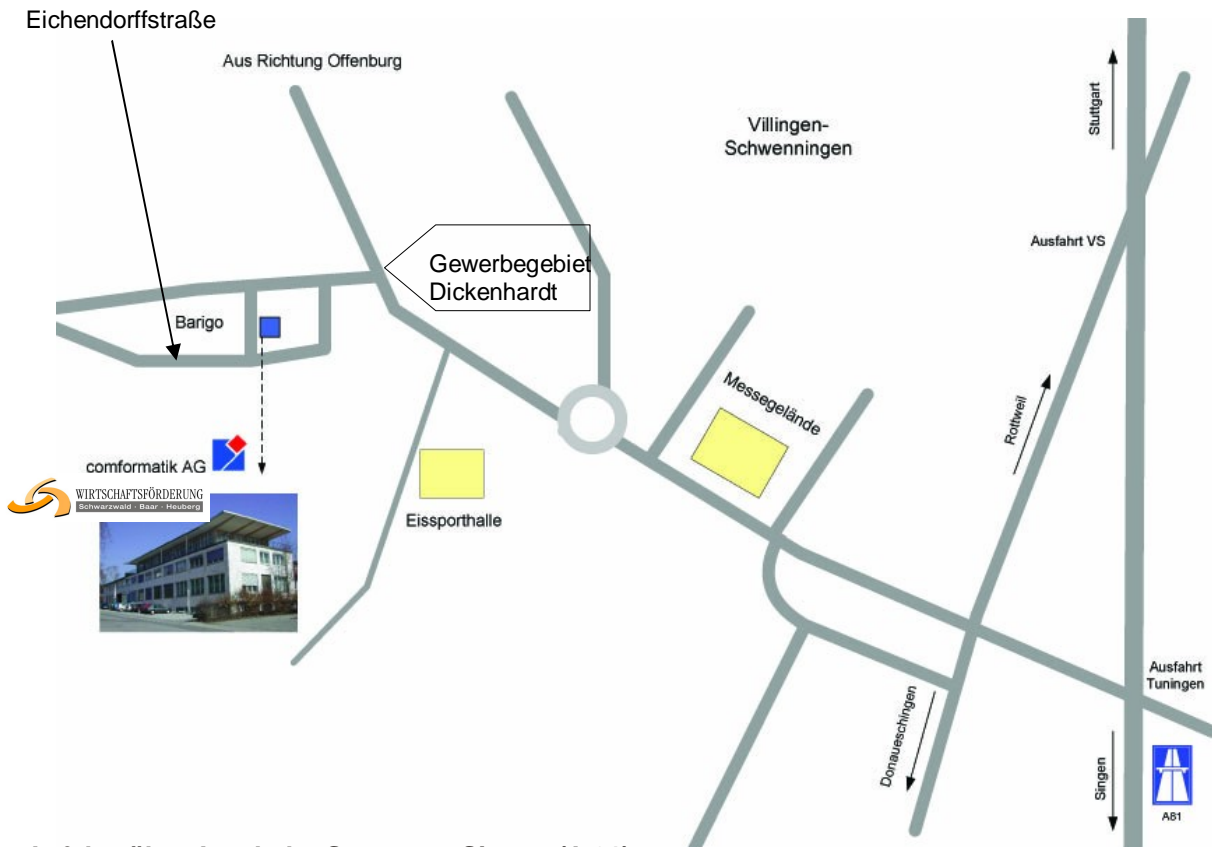 Eichendorffstraße
Aus Richtung Offenburg
Villingen-
Schwenningen
Stuttgart
Ausfahrt VS
Gewerbegebiet
Dickenhardt
Barigo
Messegelände
Rottweil
comformatik AG
WIRTSCHAFTSFÖRDERUNG
Schwarzwald · Baar · Heuberg
Eissporthalle
Ausfahrt
Tuningen
Donaueschingen
Singen
A81